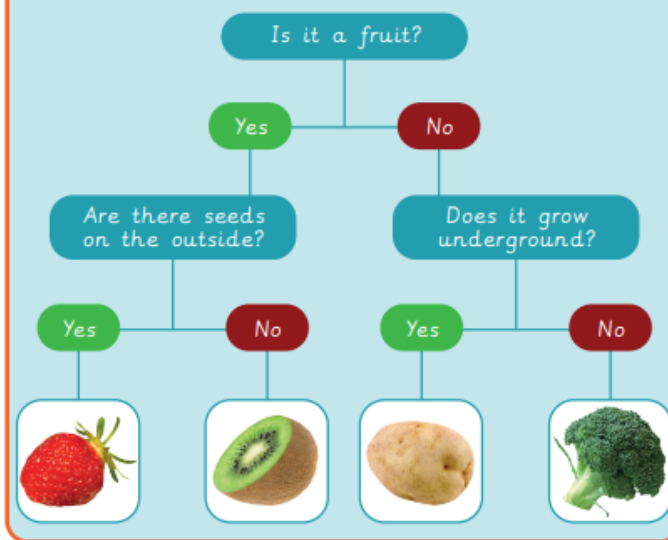 Is it a fruit?
Yes
No
Are there seeds
on the outside?
Does it grow
underground?
Yes
No
Yes
No